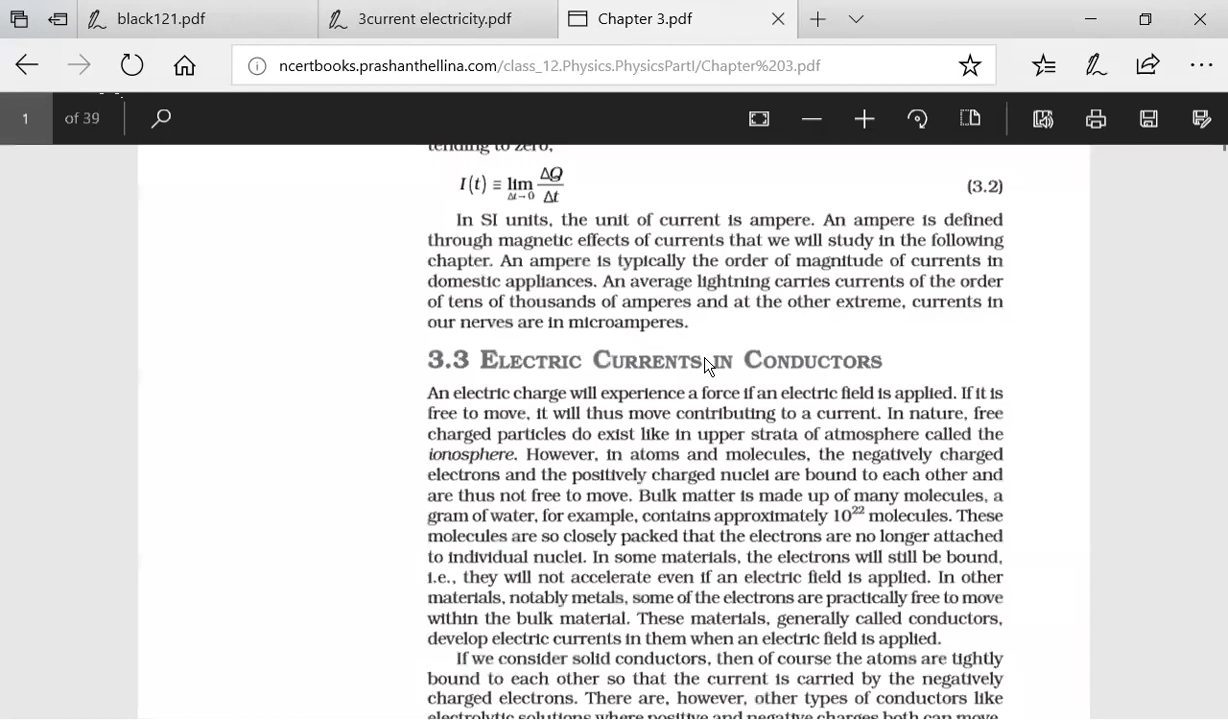 black121.pdf
3current electricity.pdf
Chapter 3.pdf
ncertbooks.prashanthellina.com/class_12.Physics.PhysicsPartI/Chapter%203.pdf
1 of 39
tending to zero,
I(t) ≡ lim Δt→0 ΔQ/Δt (3.2)
In SI units, the unit of current is ampere. An ampere is defined
through magnetic effects of currents that we will study in the following
chapter. An ampere is typically the order of magnitude of currents in
domestic appliances. An average lightning carries currents of the order
of tens of thousands of amperes and at the other extreme, currents in
our nerves are in microamperes.
3.3 ELECTRIC CURRENTS IN CONDUCTORS
An electric charge will experience a force if an electric field is applied. If it is
free to move, it will thus move contributing to a current. In nature, free
charged particles do exist like in upper strata of atmosphere called the
ionosphere. However, in atoms and molecules, the negatively charged
electrons and the positively charged nuclei are bound to each other and
are thus not free to move. Bulk matter is made up of many molecules, a
gram of water, for example, contains approximately 10²² molecules. These
molecules are so closely packed that the electrons are no longer attached
to individual nuclei. In some materials, the electrons will still be bound,
i.e., they will not accelerate even if an electric field is applied. In other
materials, notably metals, some of the electrons are practically free to move
within the bulk material. These materials, generally called conductors,
develop electric currents in them when an electric field is applied.
If we consider solid conductors, then of course the atoms are tightly
bound to each other so that the current is carried by the negatively
charged electrons. There are, however, other types of conductors like
electrolytic solutions where positive and negative charges both can move.